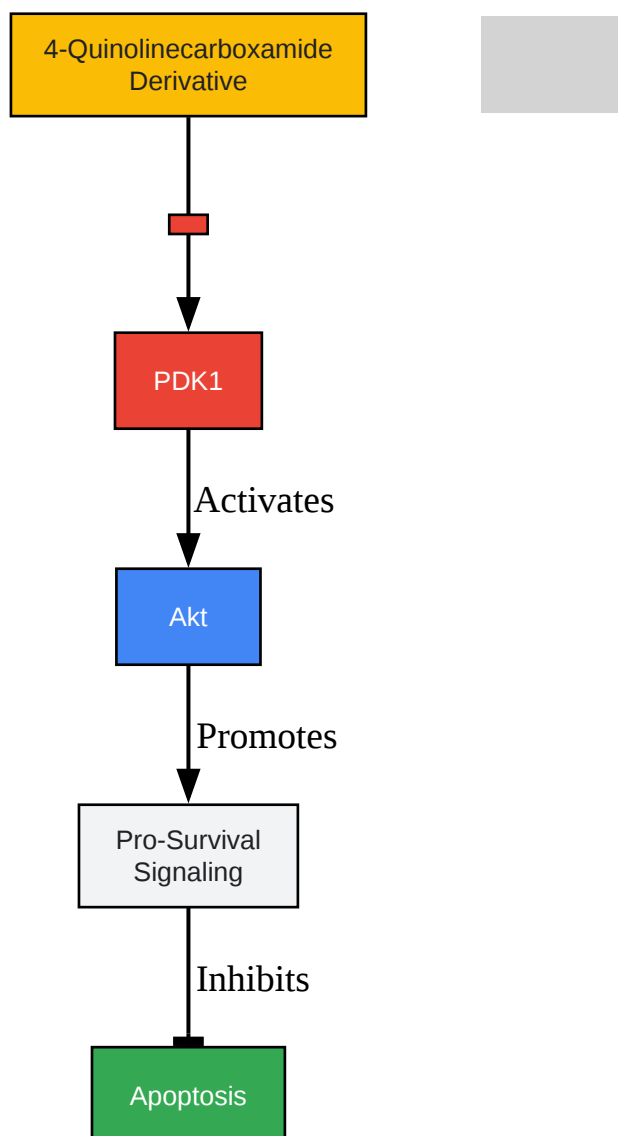 4-Quinolinecarboxamide
Derivative
PDK1
Activates
Akt
Promotes
Pro-Survival
Signaling
Inhibits
Apoptosis